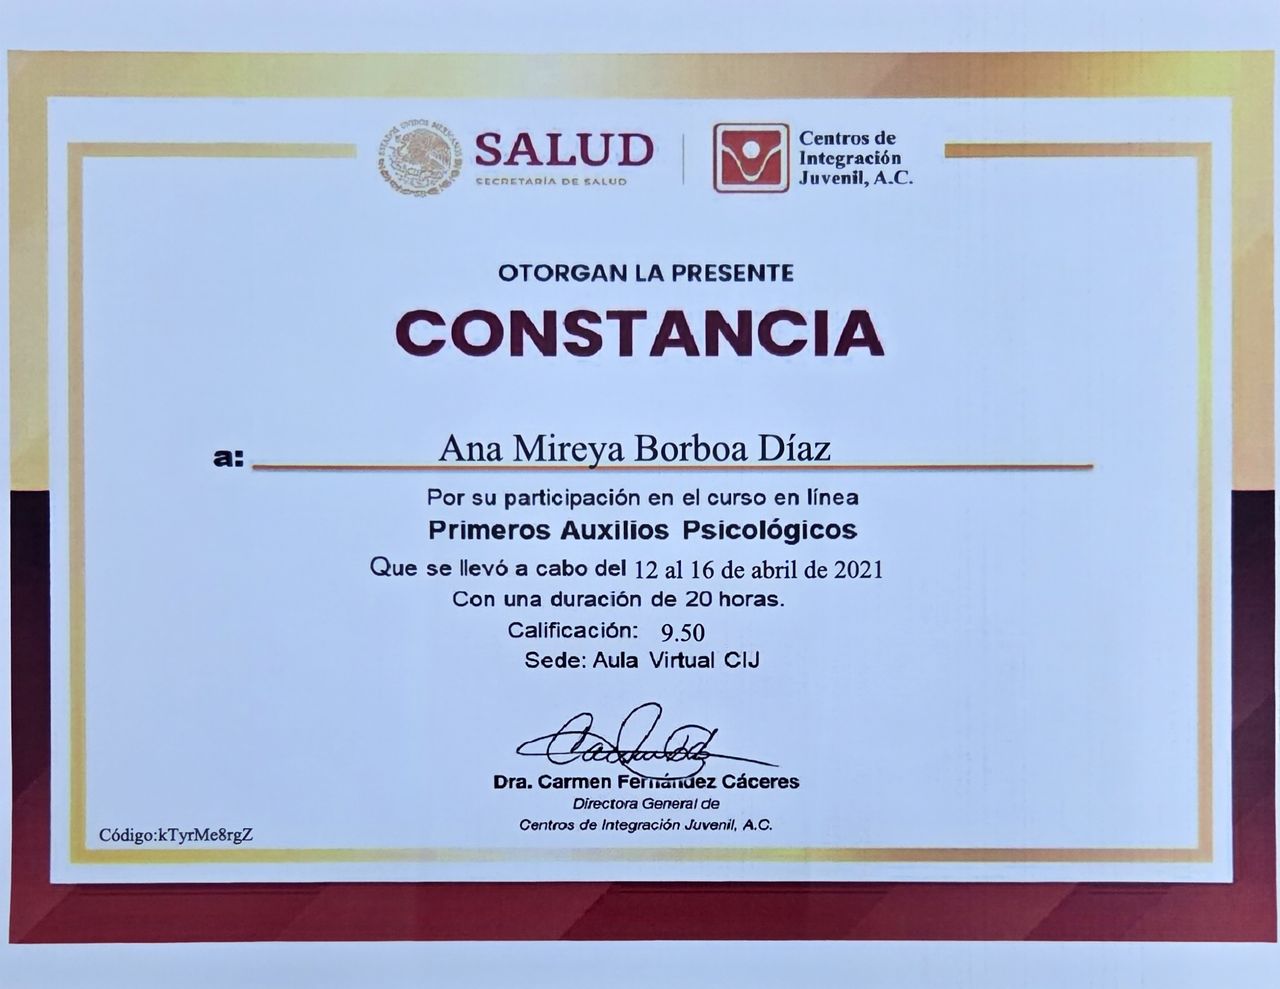 SALUD
SECRETARÍA DE SALUD
Centros de
Integración
Juvenil, A.C.
OTORGAN LA PRESENTE
CONSTANCIA
a: Ana Mireya Borboa Díaz
Por su participación en el curso en línea
Primeros Auxilios Psicológicos
Que se llevó a cabo del 12 al 16 de abril de 2021
Con una duración de 20 horas.
Calificación: 9.50
Sede: Aula Virtual CIJ
Dra. Carmen Fernández Cáceres
Directora General de
Centros de Integración Juvenil, A.C.
Código:kTyrMe8rgZ